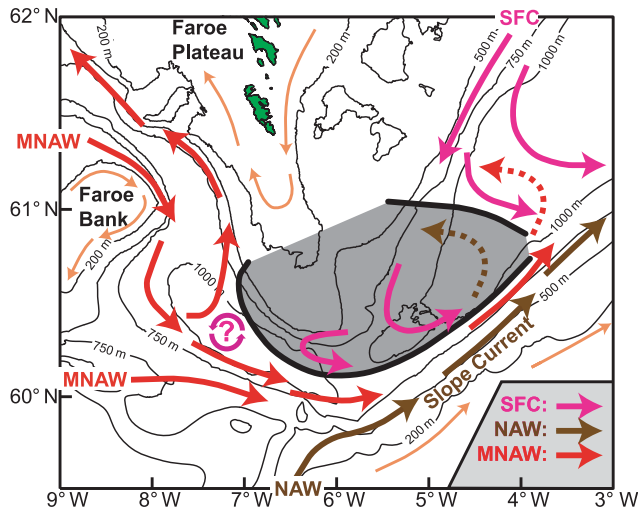 62° N
61° N
60° N
9° W
8° W
7° W
6° W
5° W
4° W
3° W
200 m
Faroe
Plateau
200 m
SFC
500 m
750 m
1000 m
MNAW
Faroe
Bank
200 m
1000 m
1000 m
500 m
?
750 m
750 m
MNAW
Slope Current
200 m
NAW
SFC:
NAW:
MNAW: